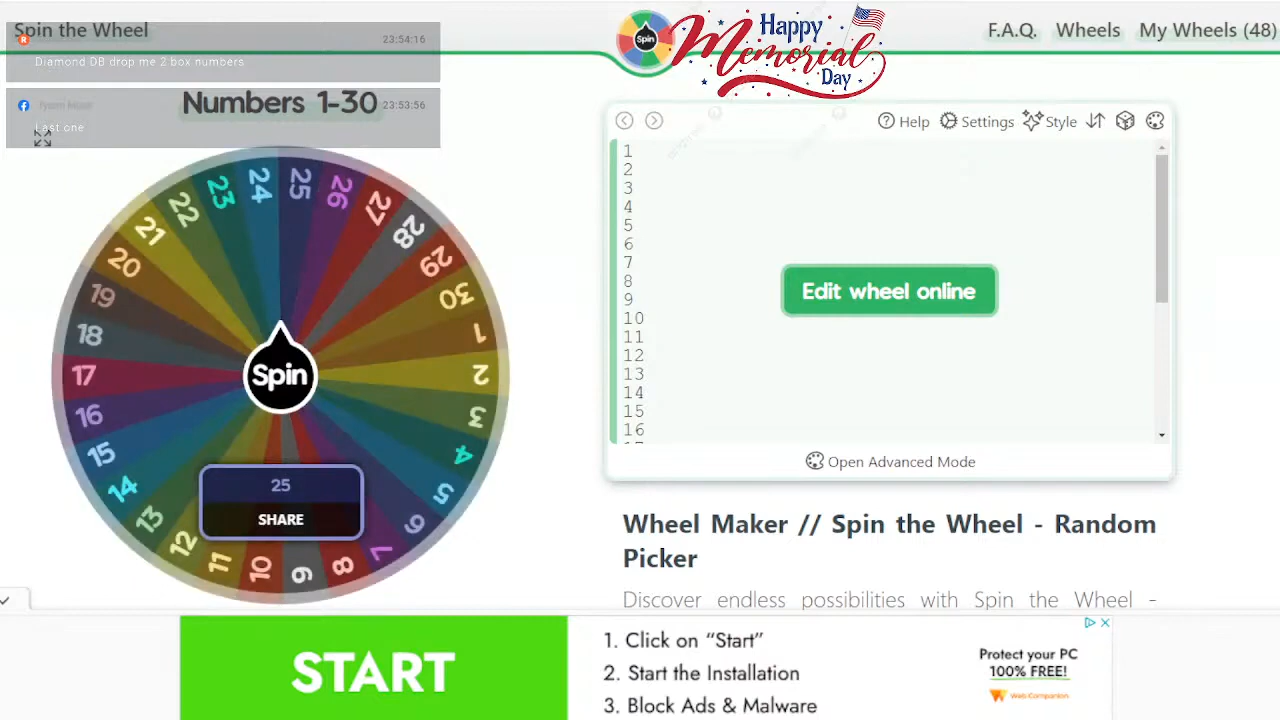 Spin the Wheel
23:54:16
Diamond DB drop me 2 box numbers
Numbers 1-30
23:53:56
Last one
Spin
Happy
Memorial
Day
F.A.Q. Wheels My Wheels (48)
24
25
26
27
28
29
30
1
2
3
4
5
6
7
8
9
10
11
12
13
14
15
16
17
18
19
20
21
22
23
Spin
25
SHARE
Help Settings Style
1
2
3
4
5
6
7
8
9
10
11
12
13
14
15
16
Edit wheel online
Open Advanced Mode
Wheel Maker // Spin the Wheel - Random
Picker
Discover endless possibilities with Spin the Wheel -
START
1. Click on “Start”
2. Start the Installation
3. Block Ads & Malware
Protect your PC
100% FREE!
Web Companion